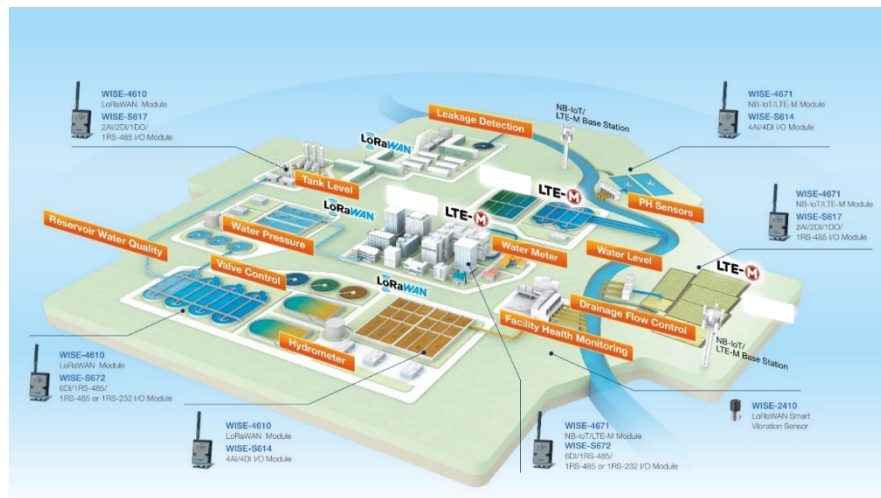 WISE-4610
LoRaWAN Module
WISE-S617
2AI/2DI/1DO/
1RS-485 I/O Module
Leakage Detection
NB-IoT/
LTE-M Base Station
WISE-4671
NB-IoT/LTE-M Module
WISE-S614
4AI/4DI I/O Module
LoRaWAN
Tank Level
LTE-M
PH Sensors
WISE-4671
NB-IoT/LTE-M Module
WISE-S617
2AI/2DI/1DO/
1RS-485 I/O Module
LoRaWAN
LTE-M
Reservoir Water Quality
Water Pressure
Water Meter
Water Level
LTE-M
Valve Control
LoRaWAN
Drainage Flow Control
Facility Health Monitoring
Hydrometer
NB-IoT/
LTE-M Base Station
WISE-4610
LoRaWAN Module
WISE-S672
6DI/1RS-485/
1RS-485 or 1RS-232 I/O Module
WISE-4610
LoRaWAN Module
WISE-S614
4AI/4DI I/O Module
WISE-4671
NB-IoT/LTE-M Module
WISE-S672
6DI/1RS-485/
1RS-485 or 1RS-232 I/O Module
WISE-2410
LoRaWAN Smart
Vibration Sensor